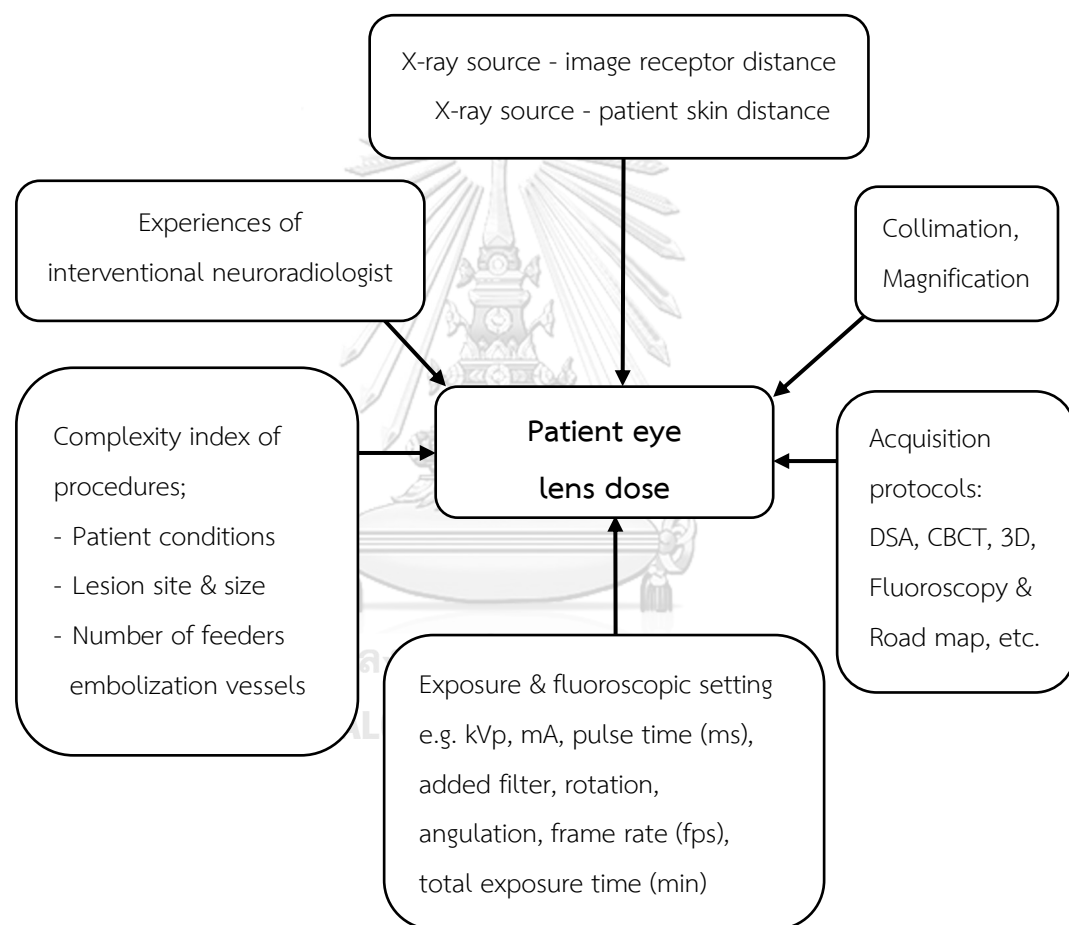 X-ray source - image receptor distance
X-ray source - patient skin distance
Experiences of
interventional neuroradiologist
Collimation,
Magnification
Patient eye
lens dose
Complexity index of
procedures;
- Patient conditions
- Lesion site & size
- Number of feeders
embolization vessels
Acquisition
protocols:
DSA, CBCT, 3D,
Fluoroscopy &
Road map, etc.
Exposure & fluoroscopic setting
e.g. kVp, mA, pulse time (ms),
added filter, rotation,
angulation, frame rate (fps),
total exposure time (min)